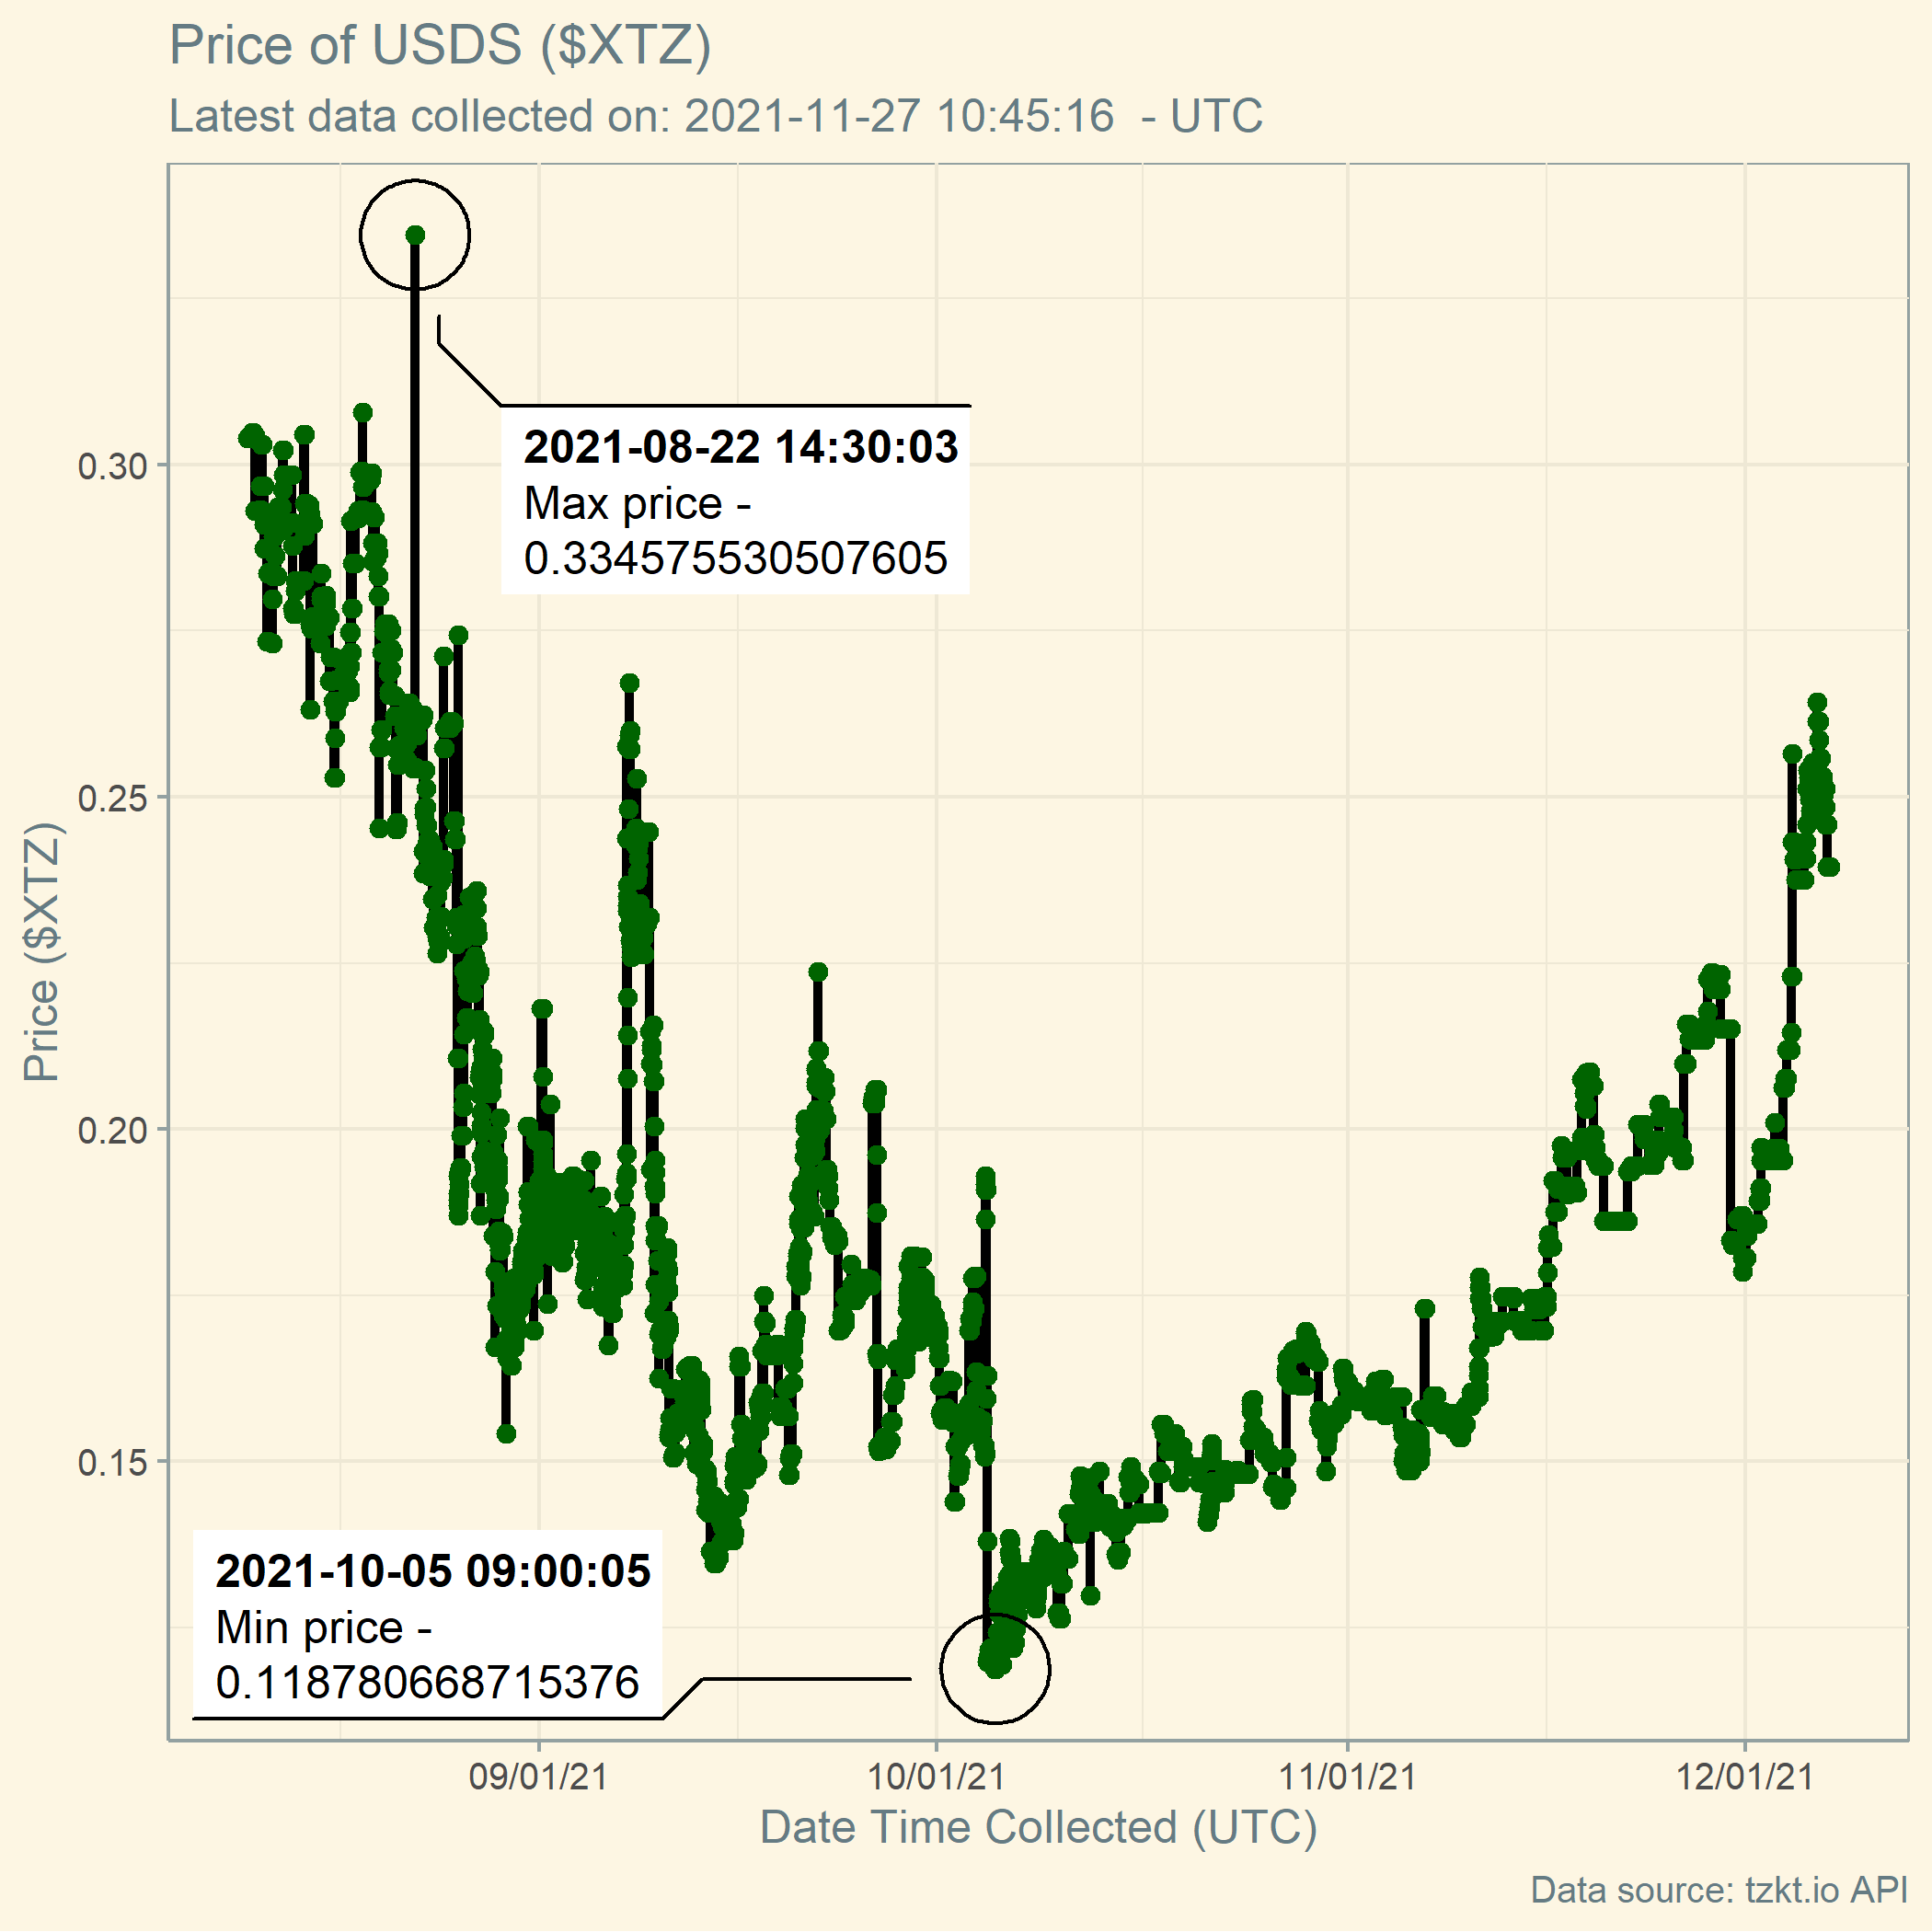 Price of USDS ($XTZ)
Latest data collected on: 2021-11-27 10:45:16  - UTC
2021-08-22 14:30:03
Max price -
0.334575530507605
0.30
0.25
0.20
0.15
Price ($XTZ)
2021-10-05 09:00:05
Min price -
0.118780668715376
09/01/21
10/01/21
11/01/21
12/01/21
Date Time Collected (UTC)
Data source: tzkt.io API